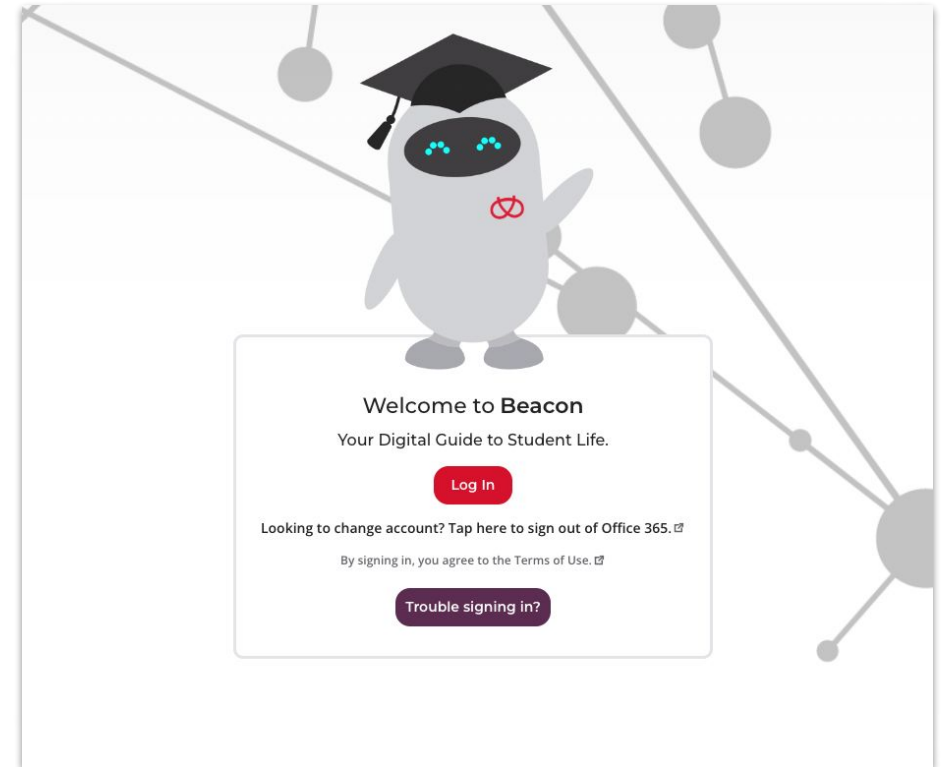 Welcome to Beacon
Your Digital Guide to Student Life.
Log In
Looking to change account? Tap here to sign out of Office 365.
By signing in, you agree to the Terms of Use.
Trouble signing in?